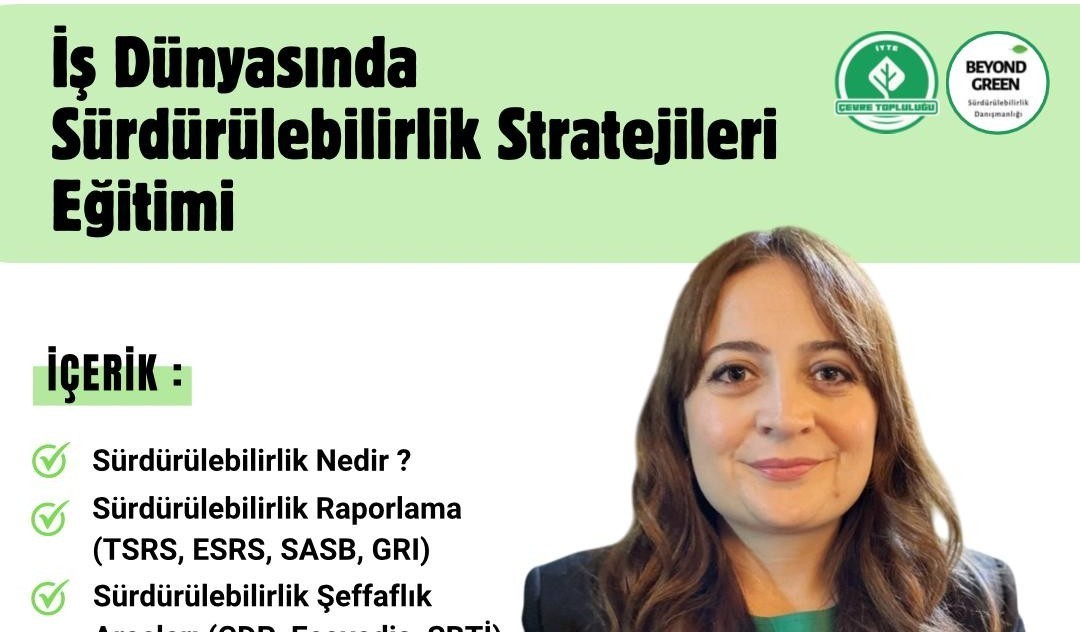 İş Dünyasında
Sürdürülebilirlik Stratejileri
Eğitimi
İYTE
ÇEVRE TOPLULUĞU
BEYOND
GREEN
Sürdürülebilirlik
Danışmanlığı
İÇERİK :
Sürdürülebilirlik Nedir ?
Sürdürülebilirlik Raporlama
(TSRS, ESRS, SASB, GRI)
Sürdürülebilirlik Şeffaflık